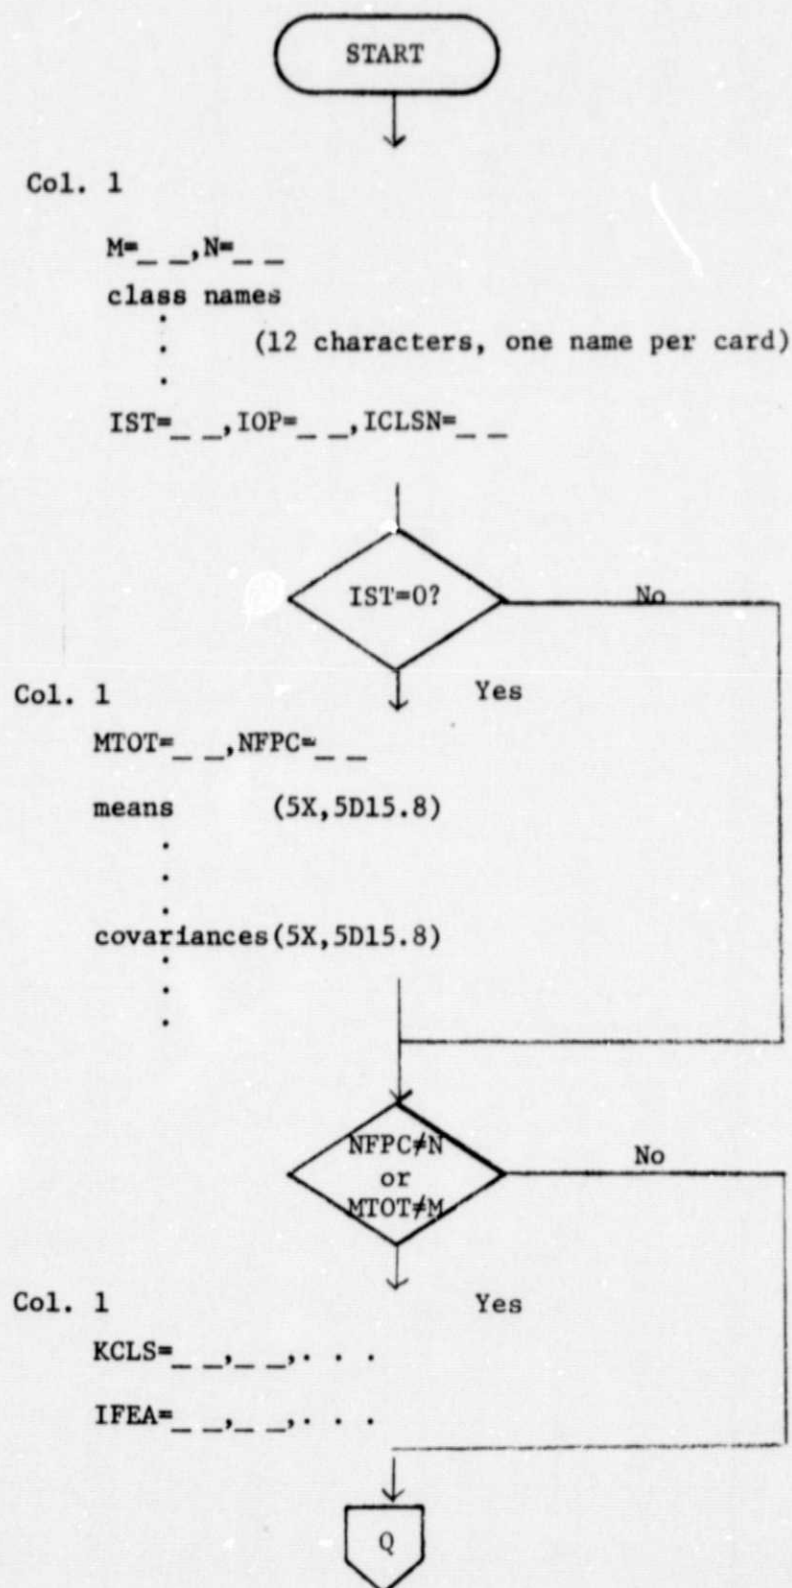 START
Col. 1
M=_ _,N=_ _
class names
.
. (12 characters, one name per card)
.
IST=_ _,IOP=_ _,ICLSN=_ _
IST=0? No
Yes
Col. 1
MTOT=_ _,NFPC=_ _
means (5X,5D15.8)
.
.
.
covariances(5X,5D15.8)
.
.
.
NFPC≠N
or
MTOT≠M
No
Yes
Col. 1
KCLS=_ _,_ _,. . .
IFEA=_ _,_ _,. . .
Q